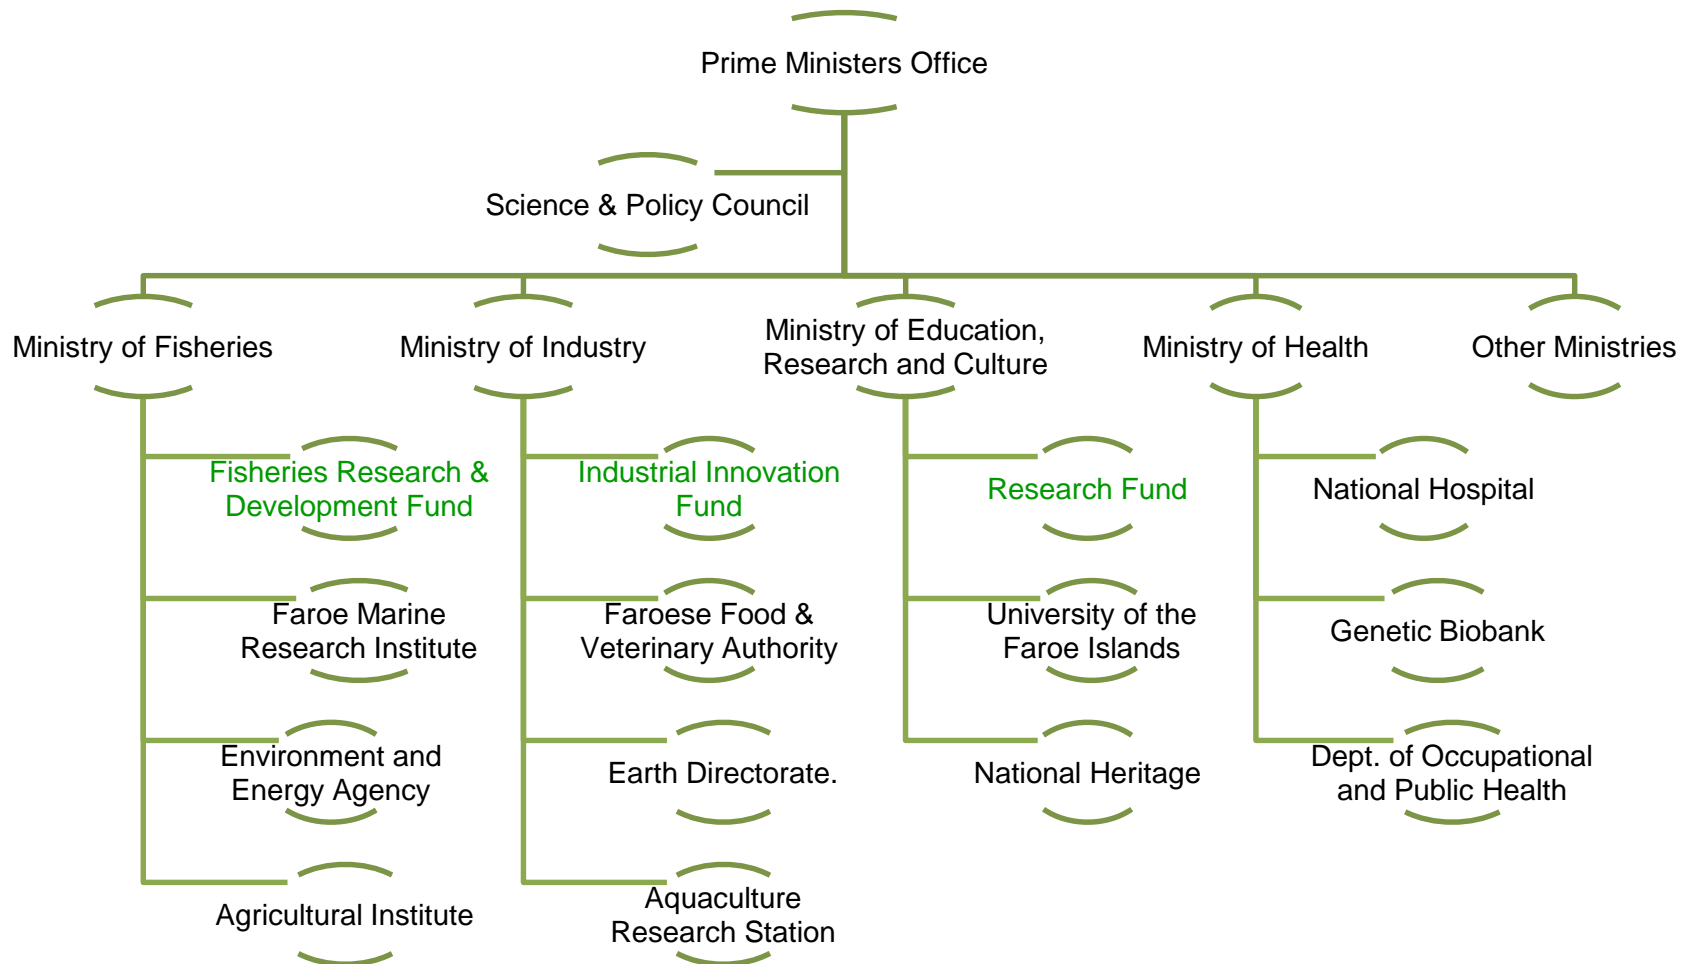 Prime Ministers Office
Science & Policy Council
Ministry of Fisheries
Ministry of Industry
Ministry of Education,
Research and Culture
Ministry of Health
Other Ministries
Fisheries Research &
Development Fund
Industrial Innovation
Fund
Research Fund
National Hospital
Faroe Marine
Research Institute
Faroese Food &
Veterinary Authority
University of the
Faroe Islands
Genetic Biobank
Environment and
Energy Agency
Earth Directorate.
National Heritage
Dept. of Occupational
and Public Health
Agricultural Institute
Aquaculture
Research Station